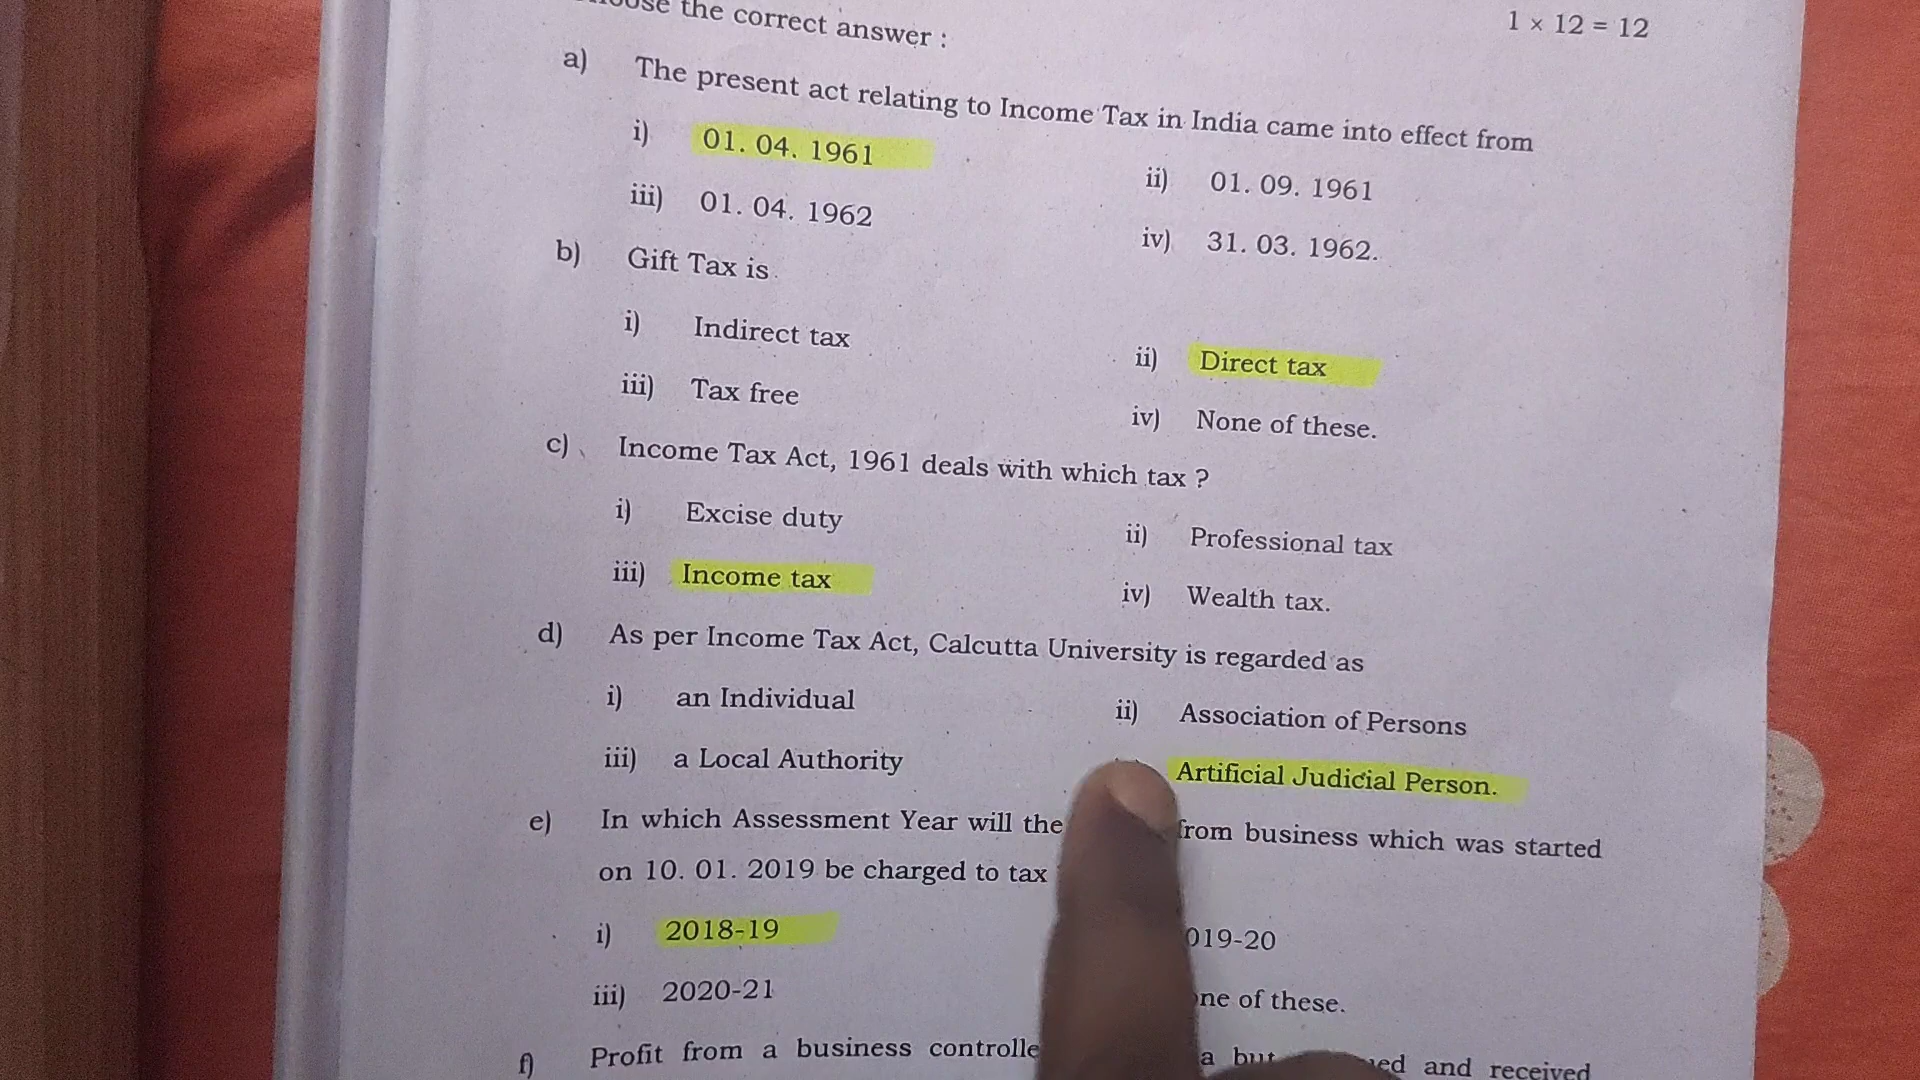 the correct answer :
1 × 12 = 12
a) The present act relating to Income Tax in India came into effect from
i) 01. 04. 1961
ii) 01. 09. 1961
iii) 01. 04. 1962
iv) 31. 03. 1962.
b) Gift Tax is
i) Indirect tax
ii) Direct tax
iii) Tax free
iv) None of these.
c) Income Tax Act, 1961 deals with which tax ?
i) Excise duty
ii) Professional tax
iii) Income tax
iv) Wealth tax.
d) As per Income Tax Act, Calcutta University is regarded as
i) an Individual
ii) Association of Persons
iii) a Local Authority
Artificial Judicial Person.
e) In which Assessment Year will the from business which was started
on 10. 01. 2019 be charged to tax
i) 2018-19
019-20
iii) 2020-21
of these.
f) Profit from a business a and received